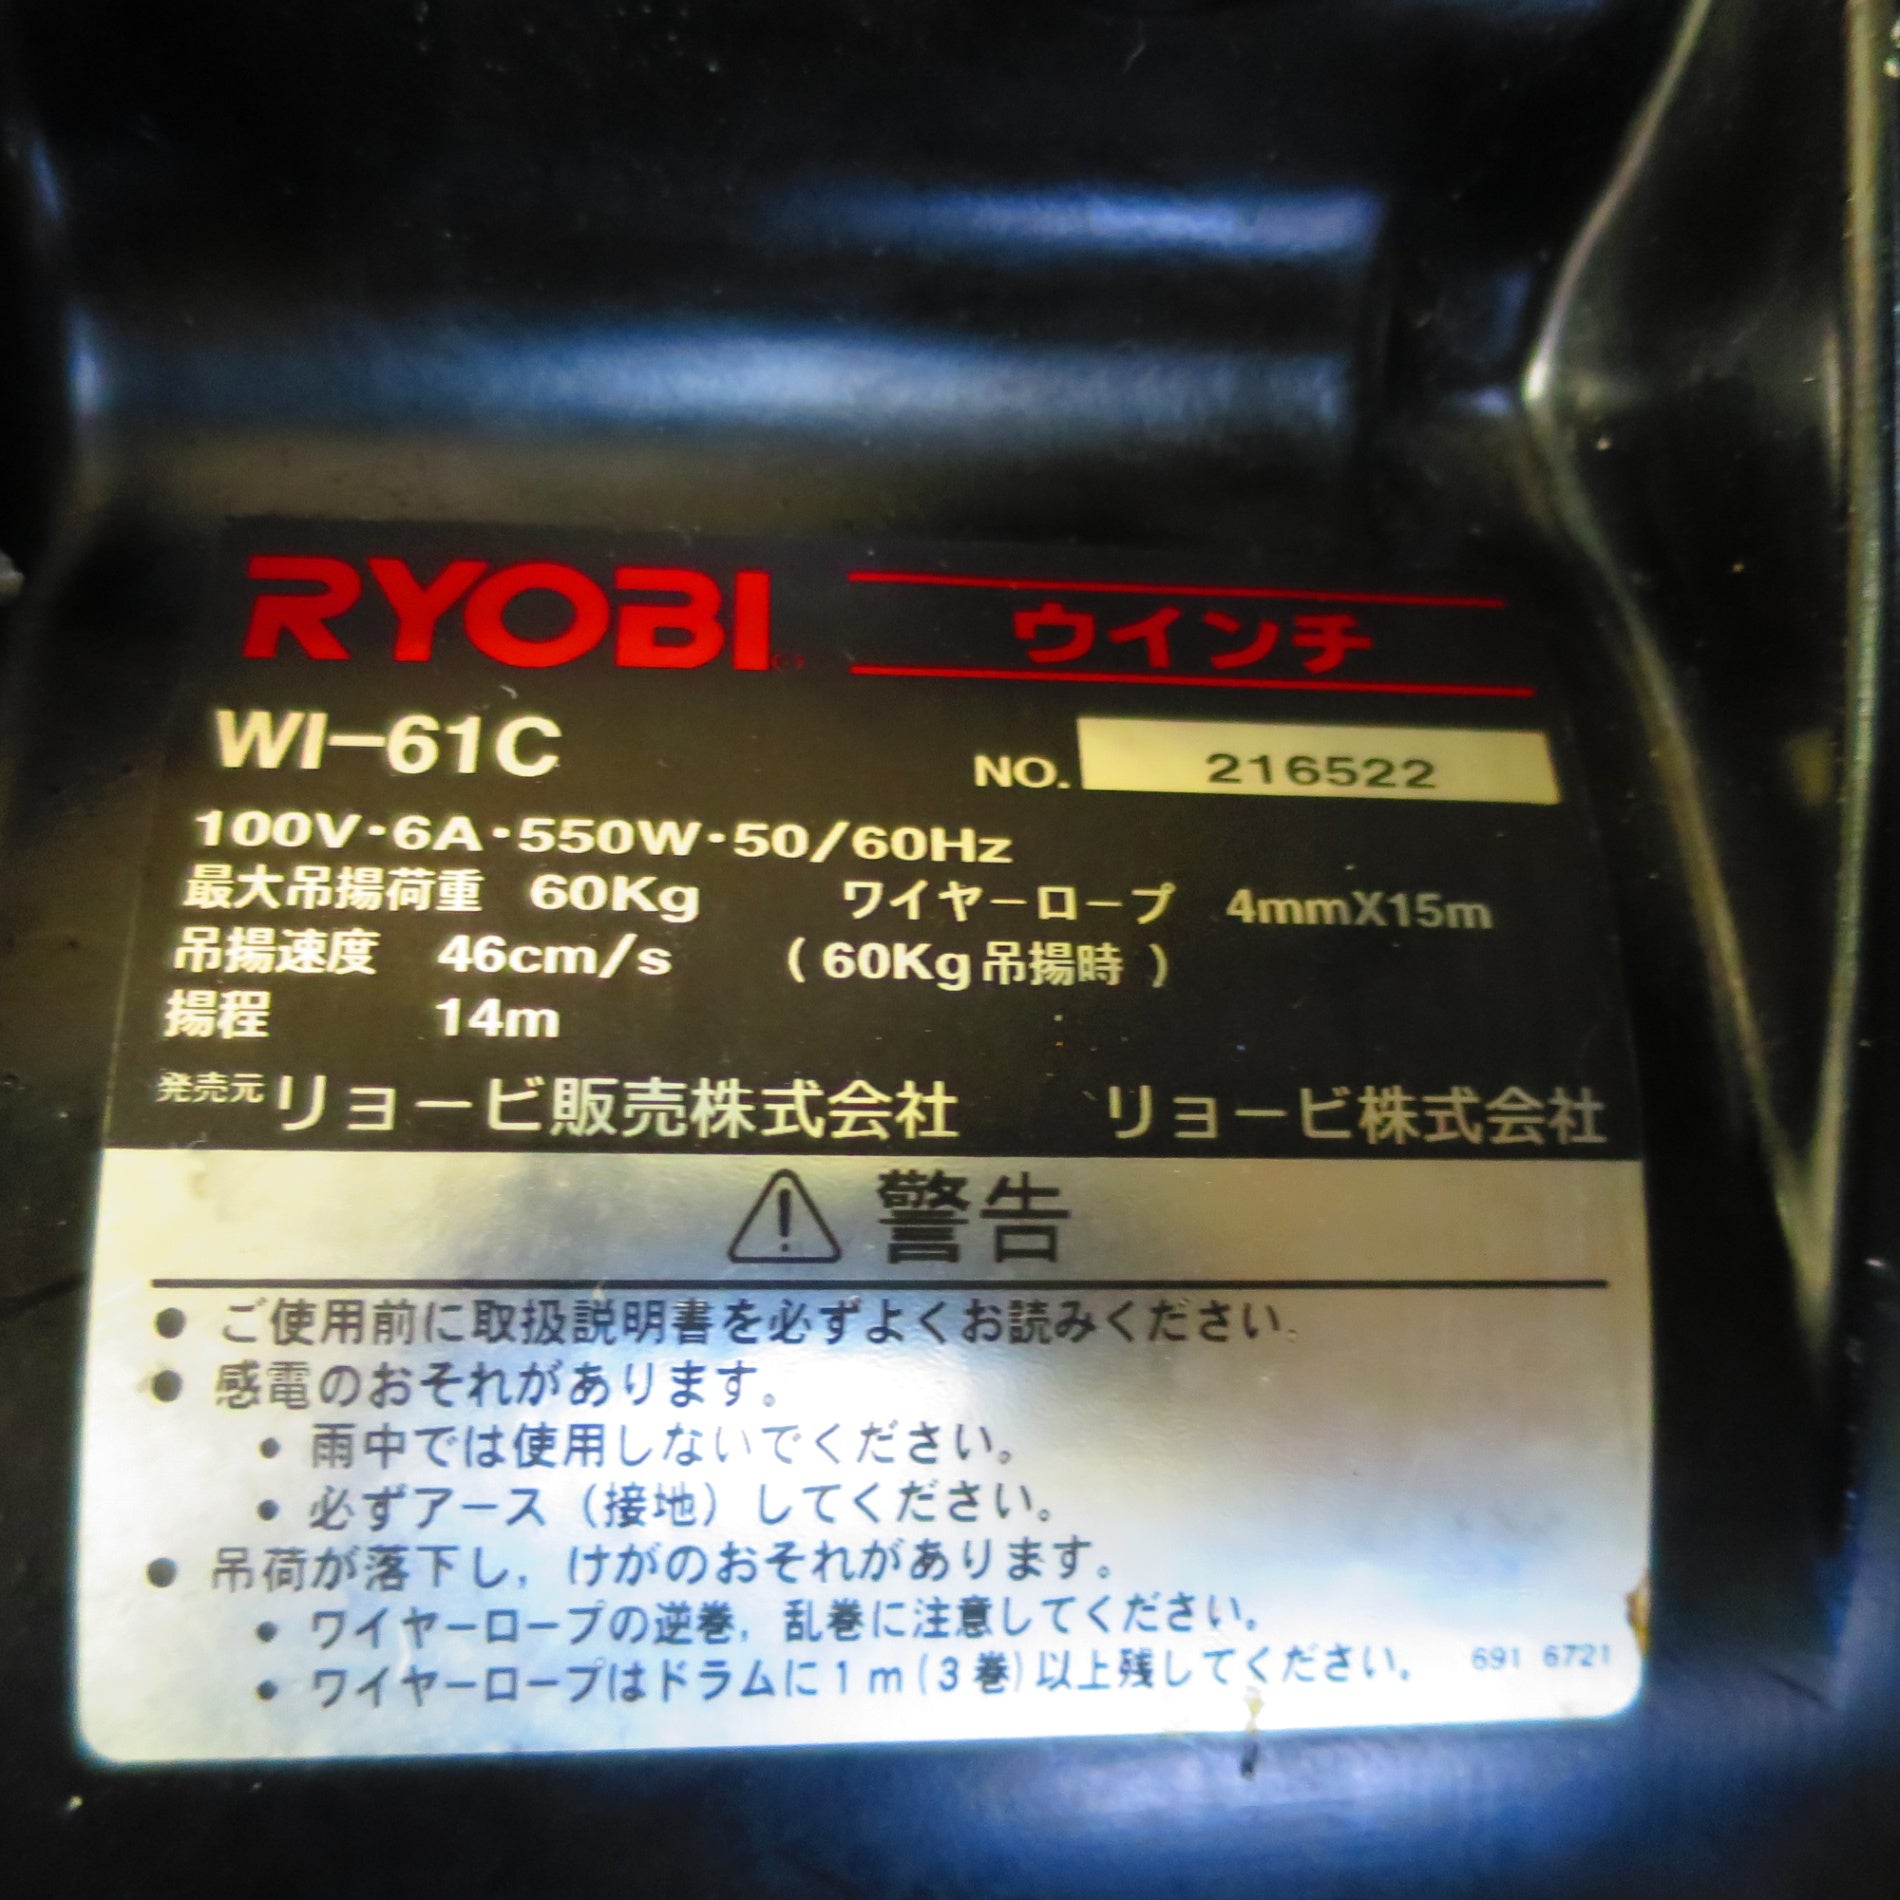 RYOBI ウインチ
WI-61C NO. 216522
100V・6A・550W・50/60Hz
最大吊揚荷重 60Kg ワイヤーロープ 4mmX15m
吊揚速度 46cm/s (60Kg吊揚時)
揚程 14m
発売元 リョービ販売株式会社 リョービ株式会社
警告
● ご使用前に取扱説明書を必ずよくお読みください。
● 感電のおそれがあります。
• 雨中では使用しないでください。
• 必ずアース(接地)してください。
● 吊荷が落下し,けがのおそれがあります。
• ワイヤーロープの逆巻,乱巻に注意してください。
• ワイヤーロープはドラムに1m(3巻)以上残してください。 691 6721